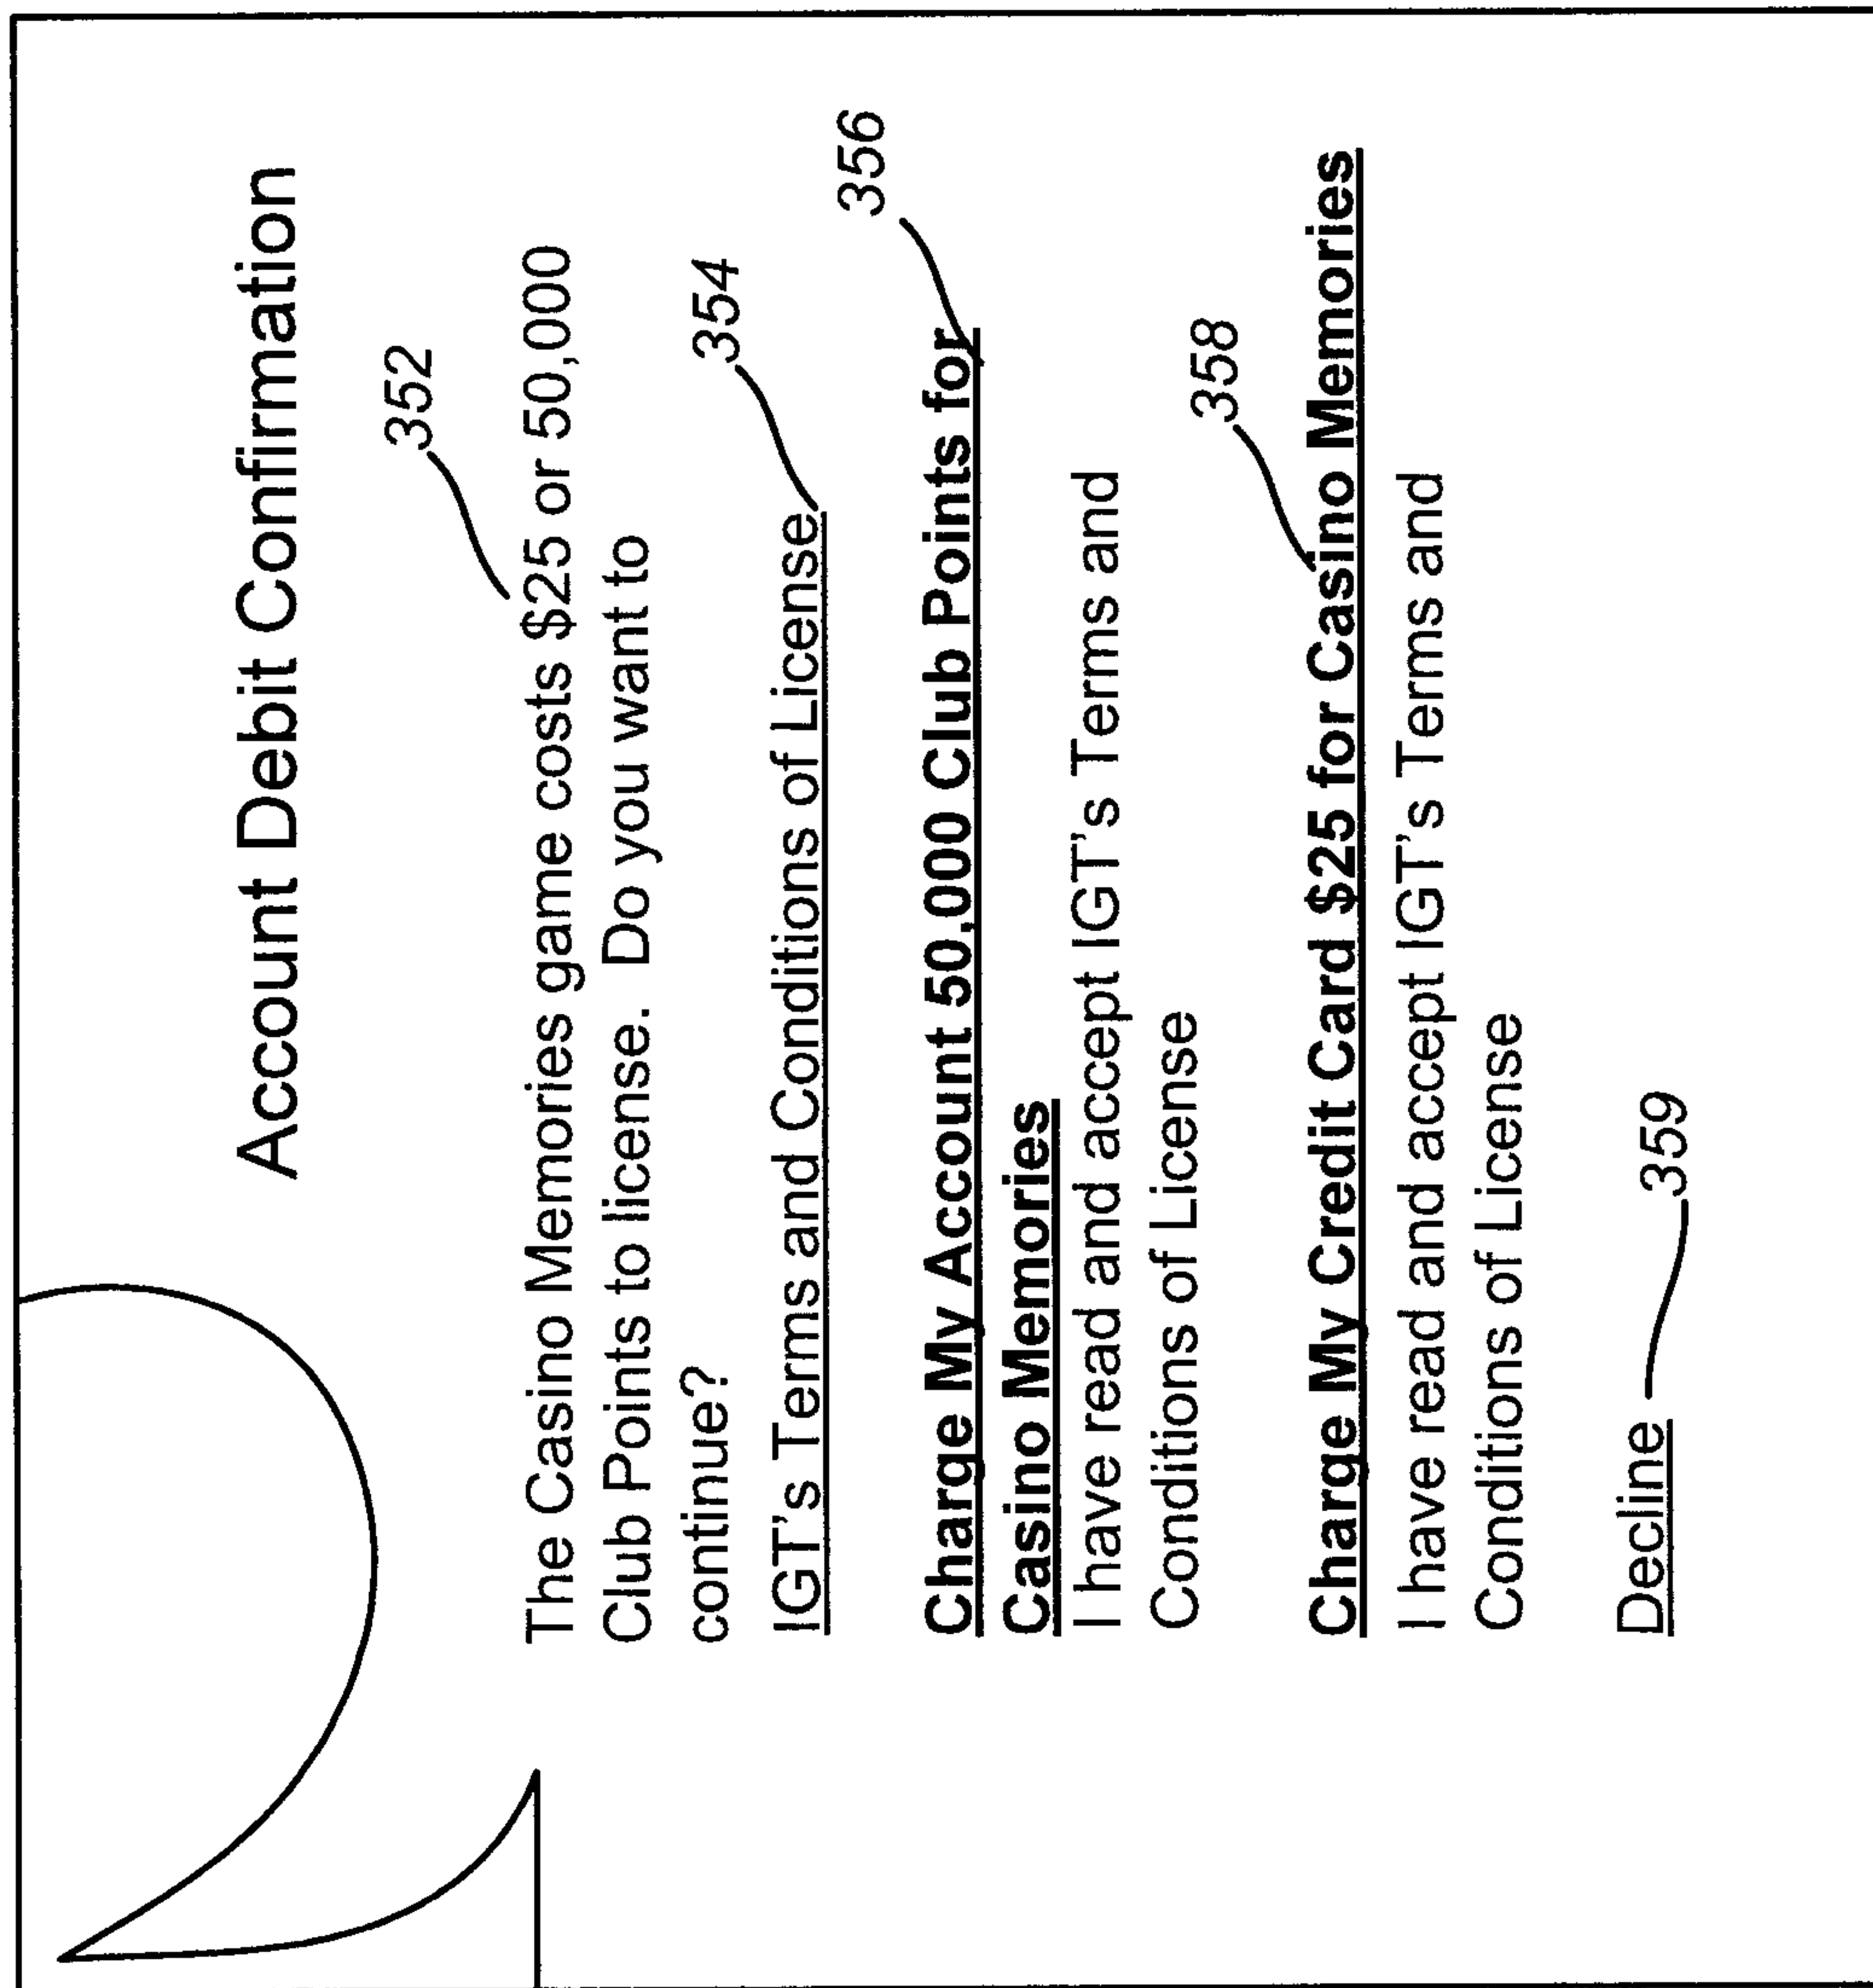 Account Debit Confirmation
352
The Casino Memories game costs $25 or 50,000
Club Points to license. Do you want to
continue?
354
IGT's Terms and Conditions of License
356
Charge My Account 50,000 Club Points for
Casino Memories
I have read and accept IGT's Terms and
Conditions of License
358
Charge My Credit Card $25 for Casino Memories
I have read and accept IGT's Terms and
Conditions of License
Decline 359